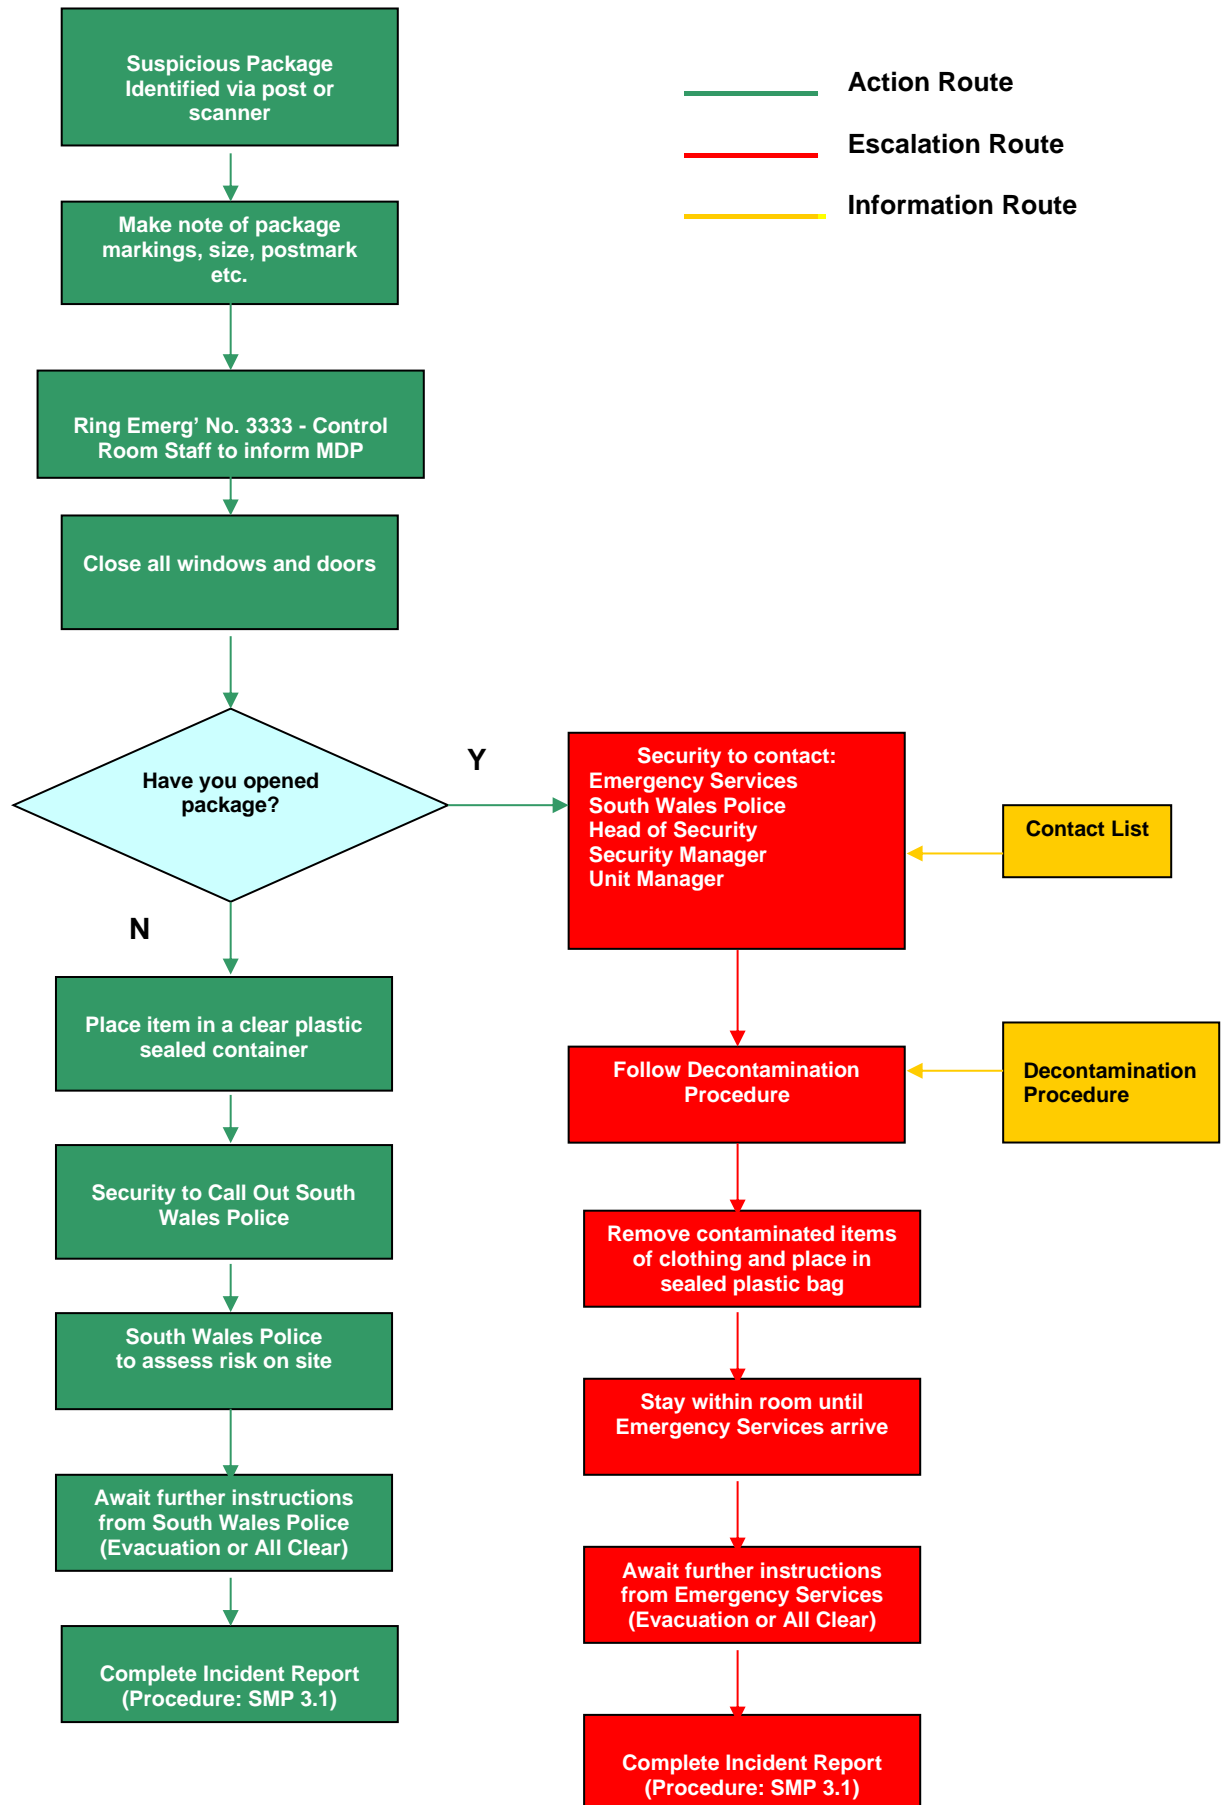 Suspicious Package
Identified via post or
scanner
Action Route
Escalation Route
Information Route
Make note of package
markings, size, postmark
etc.
Ring Emerg’ No. 3333 - Control
Room Staff to inform MDP
Close all windows and doors
Have you opened
package?
Y
N
Security to contact:
Emergency Services
South Wales Police
Head of Security
Security Manager
Unit Manager
Contact List
Place item in a clear plastic
sealed container
Follow Decontamination
Procedure
Decontamination
Procedure
Security to Call Out South
Wales Police
Remove contaminated items
of clothing and place in
sealed plastic bag
South Wales Police
to assess risk on site
Stay within room until
Emergency Services arrive
Await further instructions
from South Wales Police
(Evacuation or All Clear)
Await further instructions
from Emergency Services
(Evacuation or All Clear)
Complete Incident Report
(Procedure: SMP 3.1)
Complete Incident Report
(Procedure: SMP 3.1)